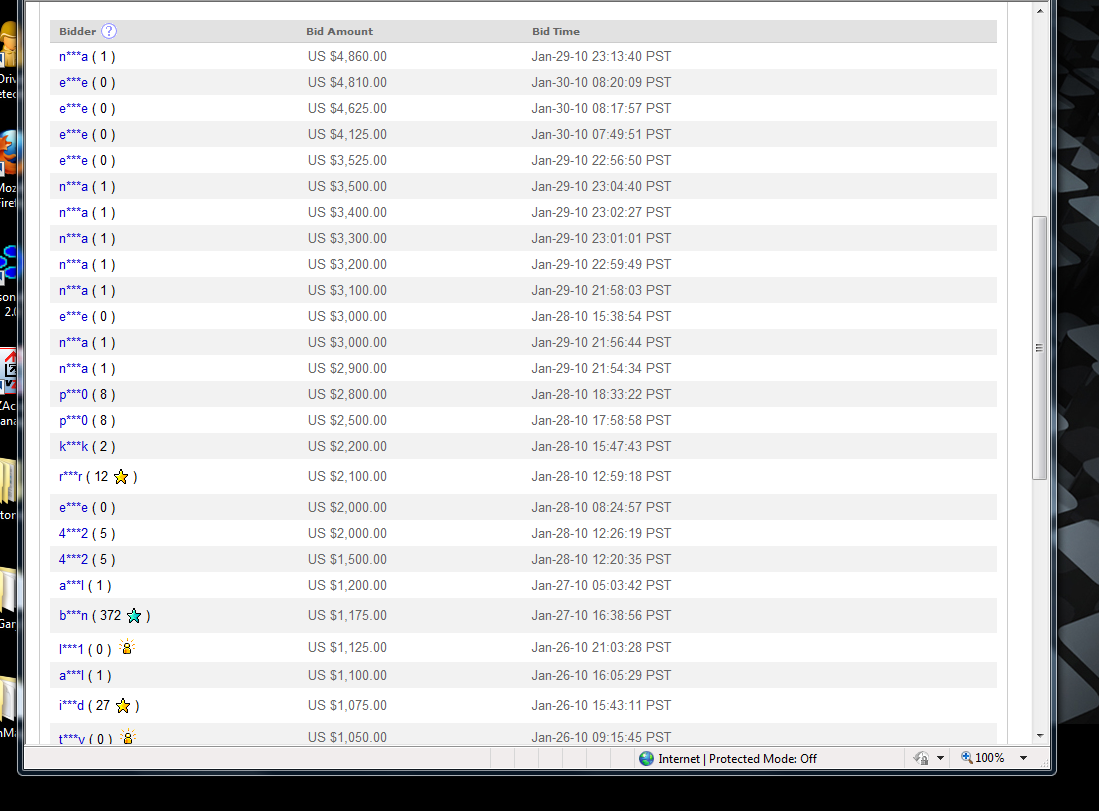 Bidder ? Bid Amount Bid Time
n***a ( 1 ) US $4,860.00 Jan-29-10 23:13:40 PST
e***e ( 0 ) US $4,810.00 Jan-30-10 08:20:09 PST
e***e ( 0 ) US $4,625.00 Jan-30-10 08:17:57 PST
e***e ( 0 ) US $4,125.00 Jan-30-10 07:49:51 PST
e***e ( 0 ) US $3,525.00 Jan-29-10 22:56:50 PST
n***a ( 1 ) US $3,500.00 Jan-29-10 23:04:40 PST
n***a ( 1 ) US $3,400.00 Jan-29-10 23:02:27 PST
n***a ( 1 ) US $3,300.00 Jan-29-10 23:01:01 PST
n***a ( 1 ) US $3,200.00 Jan-29-10 22:59:49 PST
n***a ( 1 ) US $3,100.00 Jan-29-10 21:58:03 PST
e***e ( 0 ) US $3,000.00 Jan-28-10 15:38:54 PST
n***a ( 1 ) US $3,000.00 Jan-29-10 21:56:44 PST
n***a ( 1 ) US $2,900.00 Jan-29-10 21:54:34 PST
p***0 ( 8 ) US $2,800.00 Jan-28-10 18:33:22 PST
p***0 ( 8 ) US $2,500.00 Jan-28-10 17:58:58 PST
k***k ( 2 ) US $2,200.00 Jan-28-10 15:47:43 PST
r***r ( 12 ) US $2,100.00 Jan-28-10 12:59:18 PST
e***e ( 0 ) US $2,000.00 Jan-28-10 08:24:57 PST
4***2 ( 5 ) US $2,000.00 Jan-28-10 12:26:19 PST
4***2 ( 5 ) US $1,500.00 Jan-28-10 12:20:35 PST
a***l ( 1 ) US $1,200.00 Jan-27-10 05:03:42 PST
b***n ( 372 ) US $1,175.00 Jan-27-10 16:38:56 PST
l***1 ( 0 ) US $1,125.00 Jan-26-10 21:03:28 PST
a***l ( 1 ) US $1,100.00 Jan-26-10 16:05:29 PST
i***d ( 27 ) US $1,075.00 Jan-26-10 15:43:11 PST
t***v ( 0 ) US $1,050.00 Jan-26-10 09:15:45 PST
Internet | Protected Mode: Off 100%